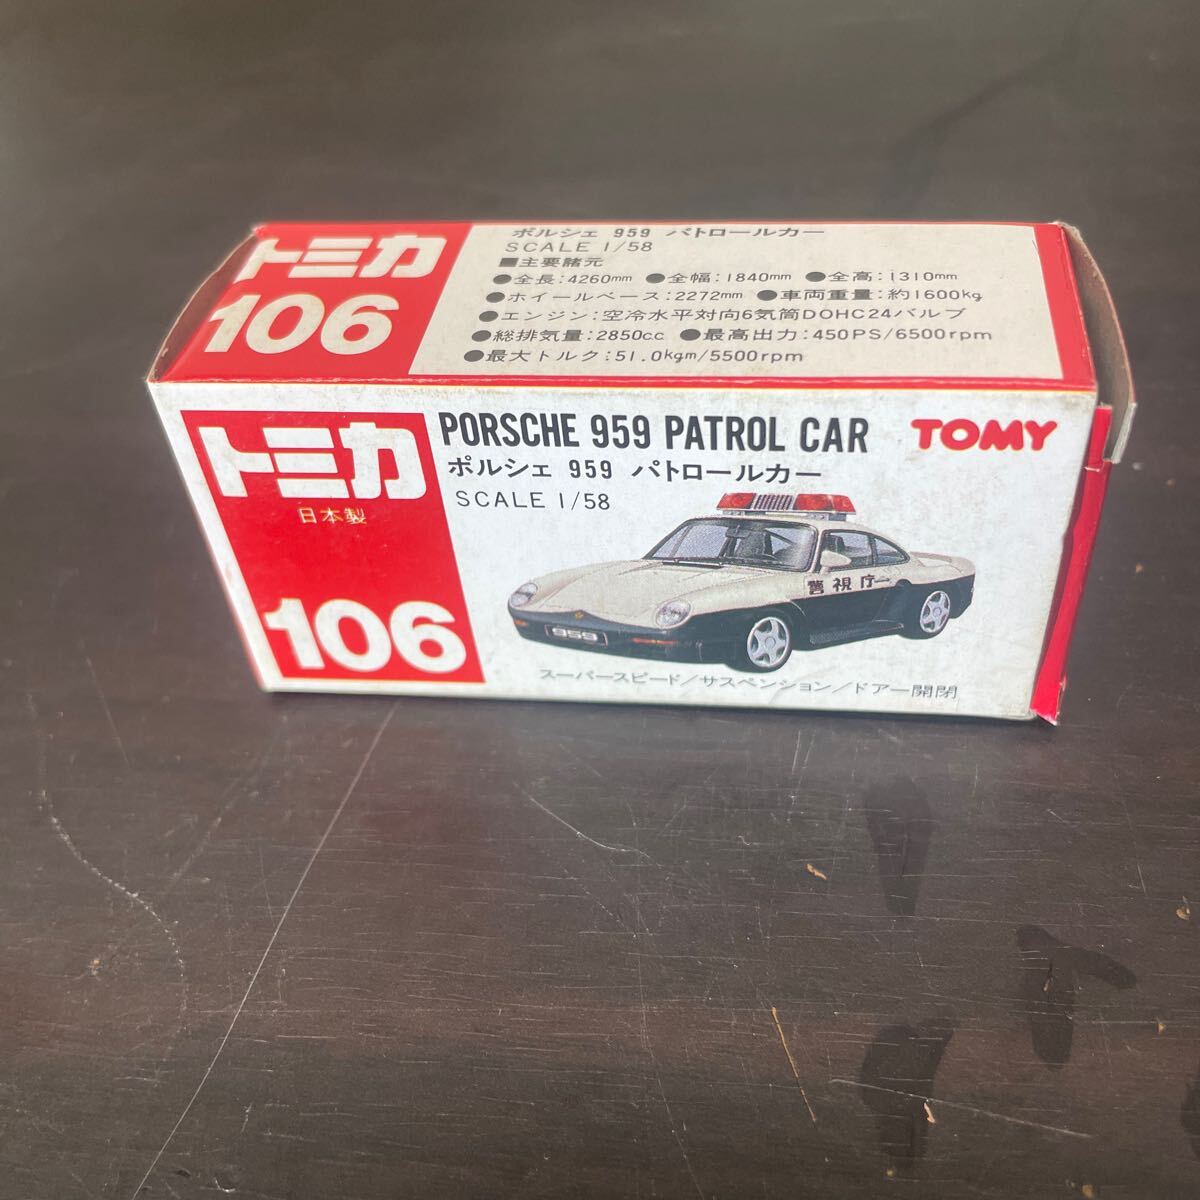 トミカ
106
ポルシェ 959 パトロールカー
SCALE 1/58
■主要諸元
●全長:4260mm ●全幅:1840mm ●全高:1310mm
●ホイールベース:2272mm ●車両重量:約1600kg
●エンジン:空冷水平対向6気筒DOHC24バルブ
●総排気量:2850cc ●最高出力:450PS/6500rpm
●最大トルク:51.0kgm/5500rpm
トミカ
日本製
106
PORSCHE 959 PATROL CAR
TOMY
ポルシェ 959 パトロールカー
SCALE 1/58
警視庁
959
スーパースピード/サスペンション/ドアー開閉